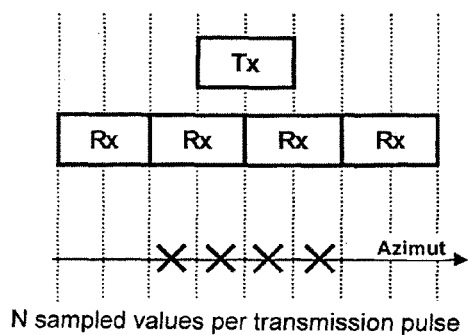 Tx
Rx Rx Rx Rx
Azimut
N sampled values per transmission pulse